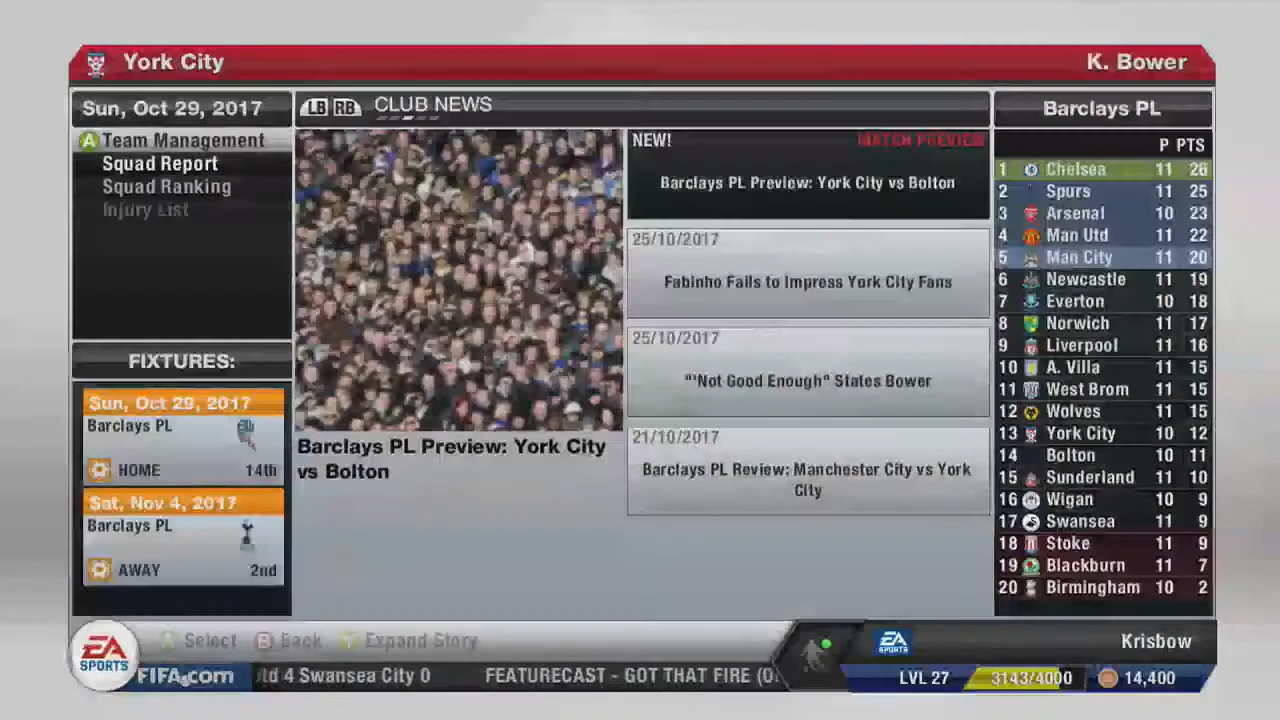 York City
K. Bower
Sun, Oct 29, 2017
LB RB CLUB NEWS
Barclays PL
A Team Management
Squad Report
Squad Ranking
Injury List
FIXTURES:
Sun, Oct 29, 2017
Barclays PL
HOME 14th
Sat, Nov 4, 2017
Barclays PL
AWAY 2nd
Barclays PL Preview: York City
vs Bolton
NEW! MATCH PREVIEW
Barclays PL Preview: York City vs Bolton
25/10/2017
Fabinho Fails to Impress York City Fans
25/10/2017
"'Not Good Enough" States Bower
21/10/2017
Barclays PL Review: Manchester City vs York
City
P PTS
1 Chelsea 11 26
2 Spurs 11 25
3 Arsenal 10 23
4 Man Utd 11 22
5 Man City 11 20
6 Newcastle 11 19
7 Everton 10 18
8 Norwich 11 17
9 Liverpool 11 16
10 A. Villa 11 15
11 West Brom 11 15
12 Wolves 11 15
13 York City 10 12
14 Bolton 10 11
15 Sunderland 11 10
16 Wigan 10 9
17 Swansea 11 9
18 Stoke 11 9
19 Blackburn 11 7
20 Birmingham 10 2
A Select B Back Y Expand Story
EA SPORTS
FIFA.com
td 4 Swansea City 0 FEATURECAST - GOT THAT FIRE (O
EA SPORTS
Krisbow
LVL 27 3143/4000 14,400